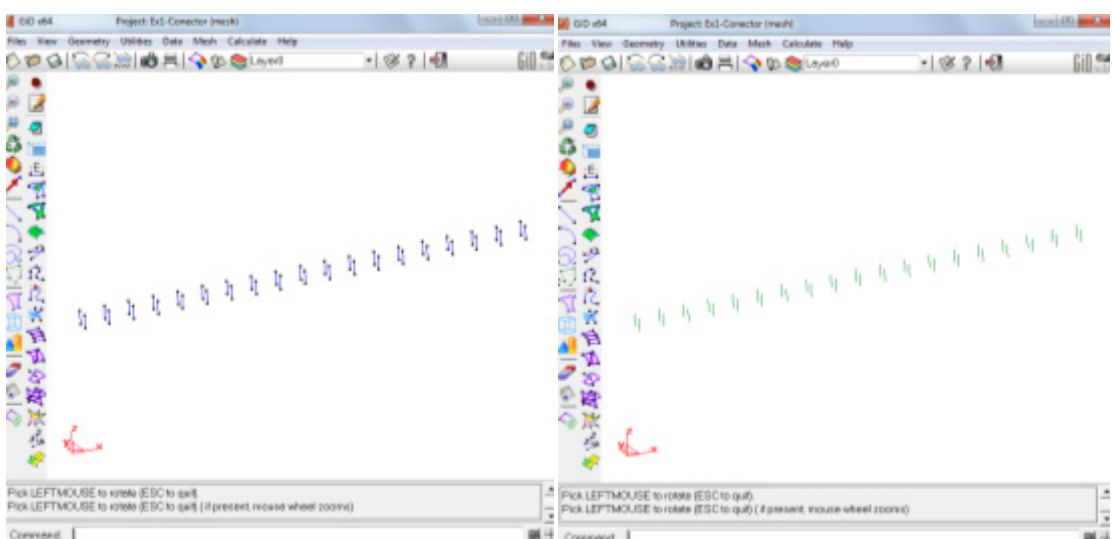 GiD x64 Project: Ex1-Conector (mesh)
Files View Geometry Utilities Data Mesh Calculate Help
Layer0 ? GiD
E
z
y x
Pick LEFTMOUSE to rotate (ESC to quit).
Pick LEFTMOUSE to rotate (ESC to quit) ( if present, mouse wheel zooms)
Command:
GiD x64 Project: Ex1-Conector (mesh)
Files View Geometry Utilities Data Mesh Calculate Help
Layer0 ? GiD
E
z
y x
Pick LEFTMOUSE to rotate (ESC to quit).
Pick LEFTMOUSE to rotate (ESC to quit) ( if present, mouse wheel zooms)
Command: